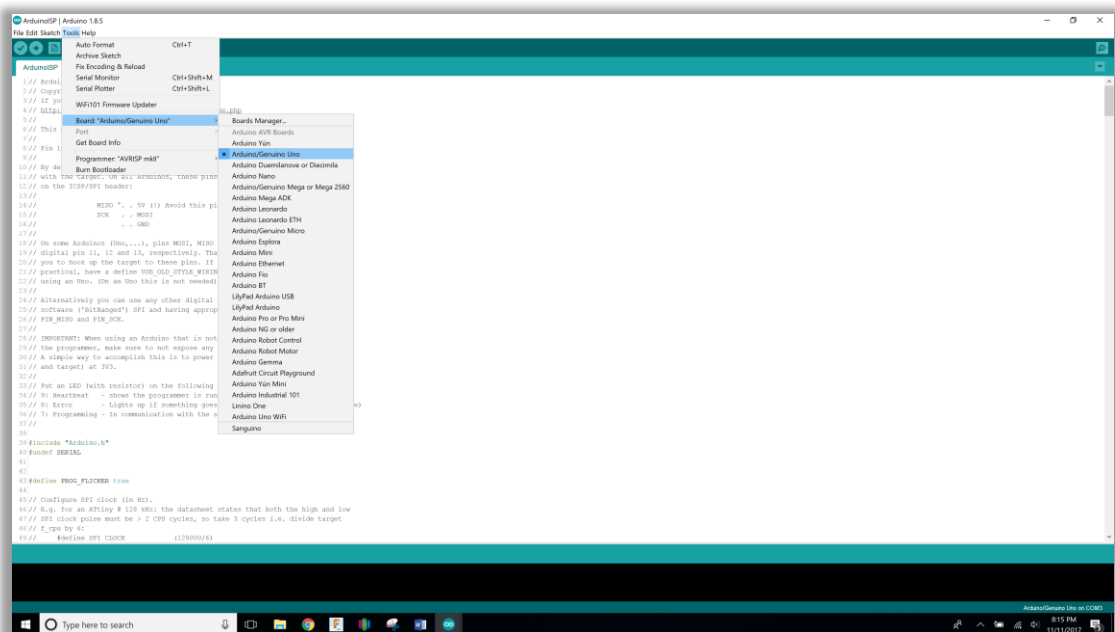 ArduinoISP | Arduino 1.8.5
File Edit Sketch Tools Help
ArduinoISP
Auto Format Ctrl+T
Archive Sketch
Fix Encoding & Reload
Serial Monitor Ctrl+Shift+M
Serial Plotter Ctrl+Shift+L
WiFi101 Firmware Updater
Board: "Arduino/Genuino Uno"
Port
Get Board Info
Programmer: "AVRISP mkII"
Burn Bootloader
Boards Manager...
Arduino AVR Boards
Arduino Yún
Arduino/Genuino Uno
Arduino Duemilanove or Diecimila
Arduino Nano
Arduino/Genuino Mega or Mega 2560
Arduino Mega ADK
Arduino Leonardo
Arduino Leonardo ETH
Arduino/Genuino Micro
Arduino Esplora
Arduino Mini
Arduino Ethernet
Arduino Fio
Arduino BT
LilyPad Arduino USB
LilyPad Arduino
Arduino Pro or Pro Mini
Arduino NG or older
Arduino Robot Control
Arduino Robot Motor
Arduino Gemma
Adafruit Circuit Playground
Arduino Yún Mini
Arduino Industrial 101
Linino One
Arduino Uno WiFi
Sanguino
1 // Ardui
2 // Copyr
3 // If yo
4 // http: e.php
5 //
6 // This
7 //
8 // Pin 1
9 //
10 // By de
11 // with the target. On all Arduinos, these pins
12 // on the ICSP/SPI header:
13 //
14 // MISO °. . 5V (!) Avoid this pi
15 // SCK . . MOSI
16 // . . GND
17 //
18 // On some Arduinos (Uno,...), pins MOSI, MISO
19 // digital pin 11, 12 and 13, respectively. Tha
20 // you to hook up the target to these pins. If
21 // practical, have a define USE_OLD_STYLE_WIRIN
22 // using an Uno. (On an Uno this is not needed)
23 //
24 // Alternatively you can use any other digital
25 // software ('BitBanged') SPI and having approp
26 // PIN_MISO and PIN_SCK.
27 //
28 // IMPORTANT: When using an Arduino that is not
29 // the programmer, make sure to not expose any
30 // A simple way to accomplish this is to power
31 // and target) at 3V3.
32 //
33 // Put an LED (with resistor) on the following
34 // 9: Heartbeat - shows the programmer is run
35 // 8: Error - Lights up if something goes e)
36 // 7: Programming - In communication with the s
37 //
38
39 #include "Arduino.h"
40 #undef SERIAL
41
42
43 #define PROG_FLICKER true
44
45 // Configure SPI clock (in Hz).
46 // E.g. for an ATtiny @ 128 kHz: the datasheet states that both the high and low
47 // SPI clock pulse must be > 2 CPU cycles, so take 3 cycles i.e. divide target
48 // f_cpu by 6:
49 // #define SPI_CLOCK (128000/6)
Arduino/Genuino Uno on COM3
Type here to search
8:15 PM
11/11/2017